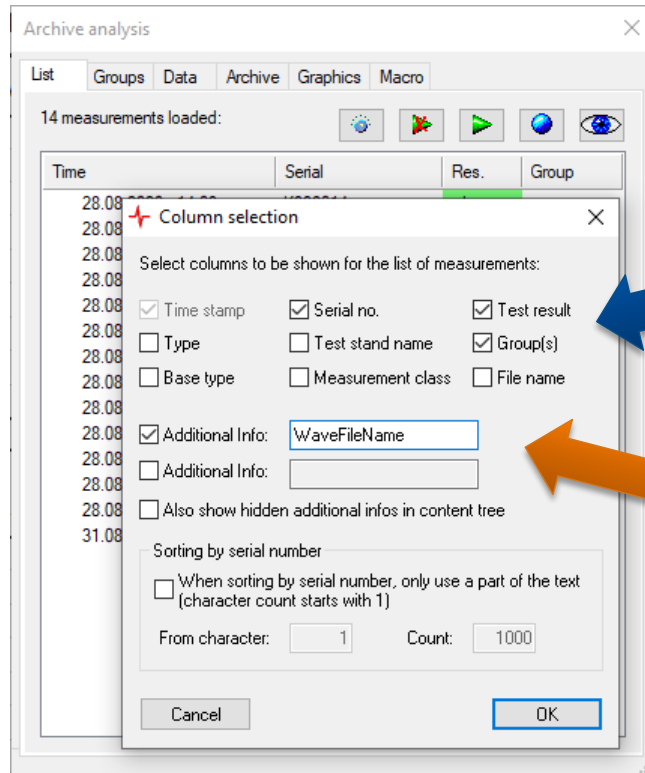 Archive analysis
List Groups Data Archive Graphics Macro
14 measurements loaded:
Time Serial Res. Group
28.08
28.08
28.08
28.08
28.08
28.08
28.08
28.08
28.08
28.08
28.08
28.08
28.08
31.08
Column selection
Select columns to be shown for the list of measurements:
Time stamp Serial no. Test result
Type Test stand name Group(s)
Base type Measurement class File name
Additional Info: WaveFileName
Additional Info:
Also show hidden additional infos in content tree
Sorting by serial number
When sorting by serial number, only use a part of the text
(character count starts with 1)
From character: 1 Count: 1000
Cancel OK